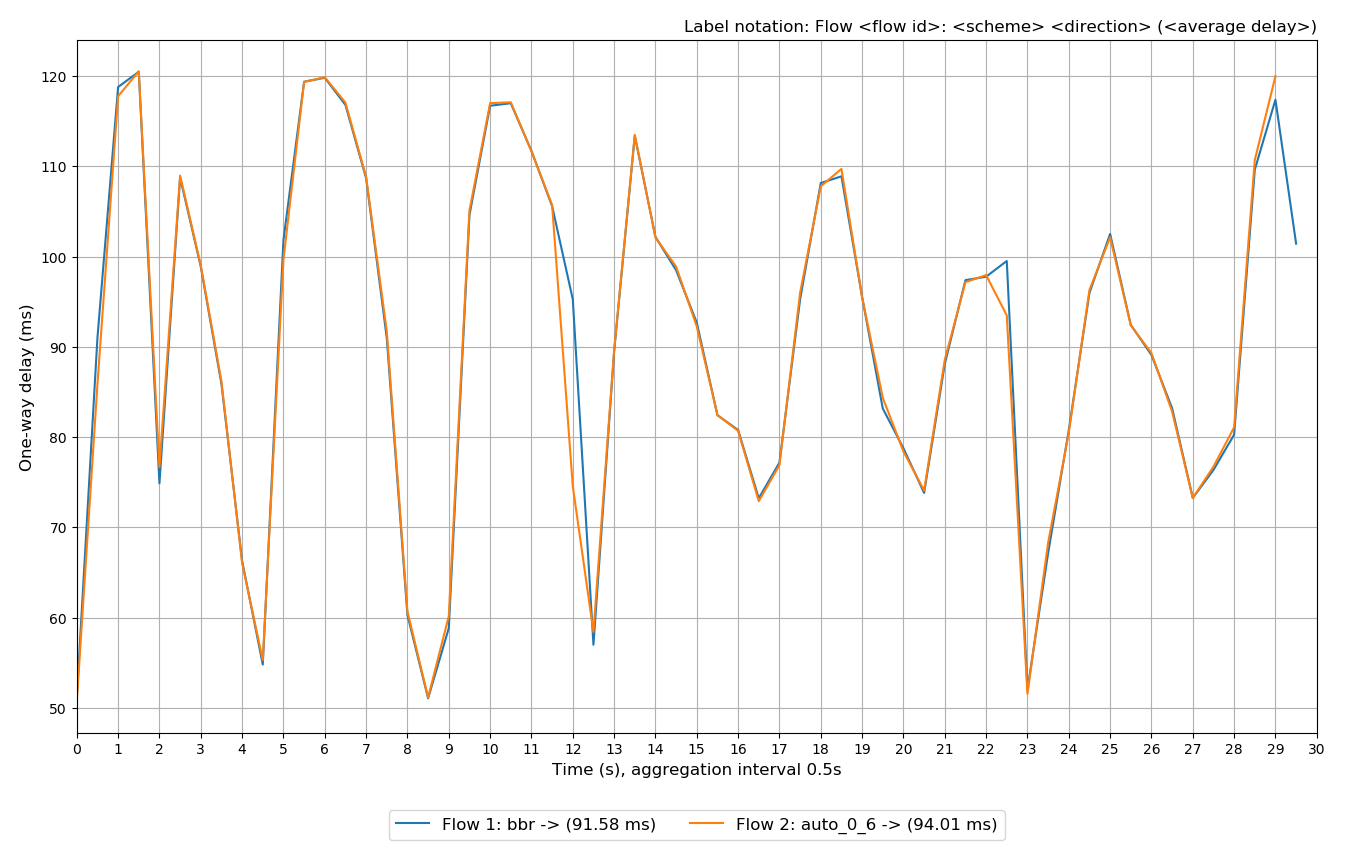 Label notation: Flow <flow id>: <scheme> <direction> (<average delay>)
120
110
100
90
80
70
60
50
One-way delay (ms)
0 1 2 3 4 5 6 7 8 9 10 11 12 13 14 15 16 17 18 19 20 21 22 23 24 25 26 27 28 29 30
Time (s), aggregation interval 0.5s
Flow 1: bbr -> (91.58 ms) Flow 2: auto_0_6 -> (94.01 ms)